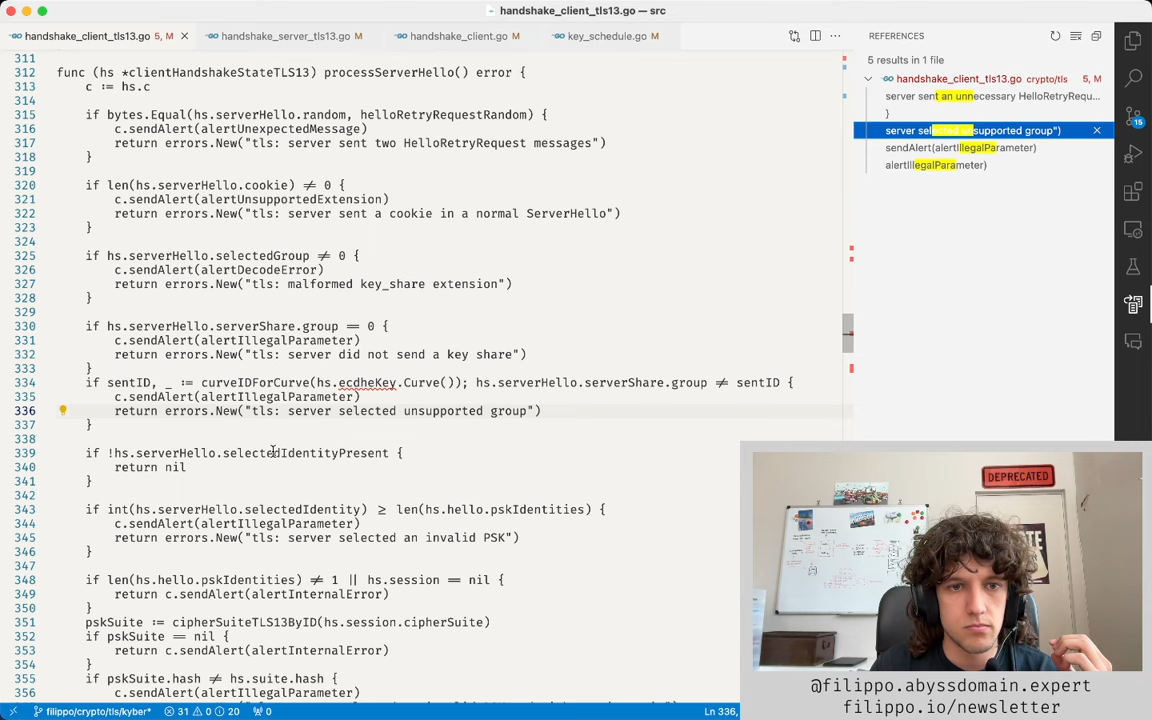 handshake_client_tls13.go — src
handshake_client_tls13.go 5, M
handshake_server_tls13.go M
handshake_client.go M
key_schedule.go M
311
312 func (hs *clientHandshakeStateTLS13) processServerHello() error {
313 c := hs.c
314
315 if bytes.Equal(hs.serverHello.random, helloRetryRequestRandom) {
316 c.sendAlert(alertUnexpectedMessage)
317 return errors.New("tls: server sent two HelloRetryRequest messages")
318 }
319
320 if len(hs.serverHello.cookie) ≠ 0 {
321 c.sendAlert(alertUnsupportedExtension)
322 return errors.New("tls: server sent a cookie in a normal ServerHello")
323 }
324
325 if hs.serverHello.selectedGroup ≠ 0 {
326 c.sendAlert(alertDecodeError)
327 return errors.New("tls: malformed key_share extension")
328 }
329
330 if hs.serverHello.serverShare.group == 0 {
331 c.sendAlert(alertIllegalParameter)
332 return errors.New("tls: server did not send a key share")
333 }
334 if sentID, _ := curveIDForCurve(hs.ecdheKey.Curve()); hs.serverHello.serverShare.group ≠ sentID {
335 c.sendAlert(alertIllegalParameter)
336 return errors.New("tls: server selected unsupported group")
337 }
338
339 if !hs.serverHello.selectedIdentityPresent {
340 return nil
341 }
342
343 if int(hs.serverHello.selectedIdentity) ≥ len(hs.hello.pskIdentities) {
344 c.sendAlert(alertIllegalParameter)
345 return errors.New("tls: server selected an invalid PSK")
346 }
347
348 if len(hs.hello.pskIdentities) ≠ 1 || hs.session == nil {
349 return c.sendAlert(alertInternalError)
350 }
351 pskSuite := cipherSuiteTLS13ByID(hs.session.cipherSuite)
352 if pskSuite == nil {
353 return c.sendAlert(alertInternalError)
354 }
355 if pskSuite.hash ≠ hs.suite.hash {
356 c.sendAlert(alertIllegalParameter)
REFERENCES
5 results in 1 file
handshake_client_tls13.go crypto/tls 5, M
server sent an unnecessary HelloRetryRequ...
}
server selected unsupported group")
sendAlert(alertIllegalParameter)
alertIllegalParameter)
15
DEPRECATED
@filippo.abyssdomain.expert
filippo.io/newsletter
filippo/crypto/tls/kyber* 31 0 20 0
Ln 336,